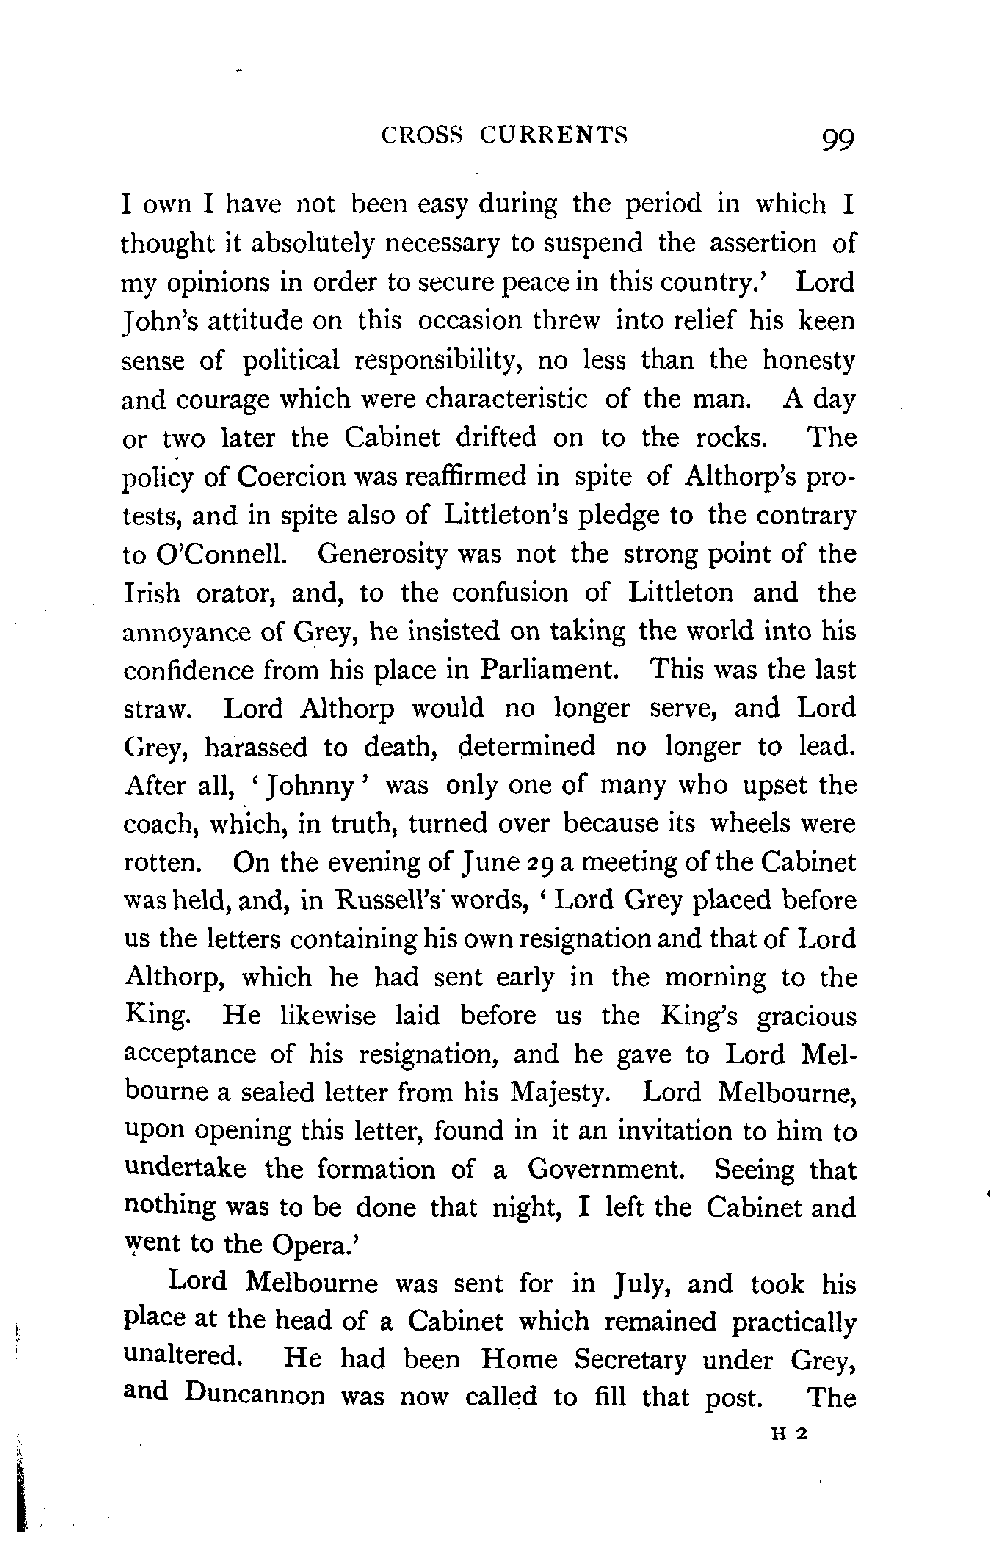 CROSS CURRENTS 99
I own I have not been easy during the period in which I
thought it absolutely necessary to suspend the assertion of
my opinions in order to secure peace in this country.’ Lord
John’s attitude on this occasion threw into relief his keen
sense of political responsibility, no less than the honesty
and courage which were characteristic of the man. A day
or two later the Cabinet drifted on to the rocks. The
policy of Coercion was reaffirmed in spite of Althorp’s pro-
tests, and in spite also of Littleton’s pledge to the contrary
to O’Connell. Generosity was not the strong point of the
Irish orator, and, to the confusion of Littleton and the
annoyance of Grey, he insisted on taking the world into his
confidence from his place in Parliament. This was the last
straw. Lord Althorp would no longer serve, and Lord
Grey, harassed to death, determined no longer to lead.
After all, ‘Johnny’ was only one of many who upset the
coach, which, in truth, turned over because its wheels were
rotten. On the evening of June 29 a meeting of the Cabinet
was held, and, in Russell’s words, ‘Lord Grey placed before
us the letters containing his own resignation and that of Lord
Althorp, which he had sent early in the morning to the
King. He likewise laid before us the King’s gracious
acceptance of his resignation, and he gave to Lord Mel-
bourne a sealed letter from his Majesty. Lord Melbourne,
upon opening this letter, found in it an invitation to him to
undertake the formation of a Government. Seeing that
nothing was to be done that night, I left the Cabinet and
went to the Opera.’
Lord Melbourne was sent for in July, and took his
place at the head of a Cabinet which remained practically
unaltered. He had been Home Secretary under Grey,
and Duncannon was now called to fill that post. The
H 2